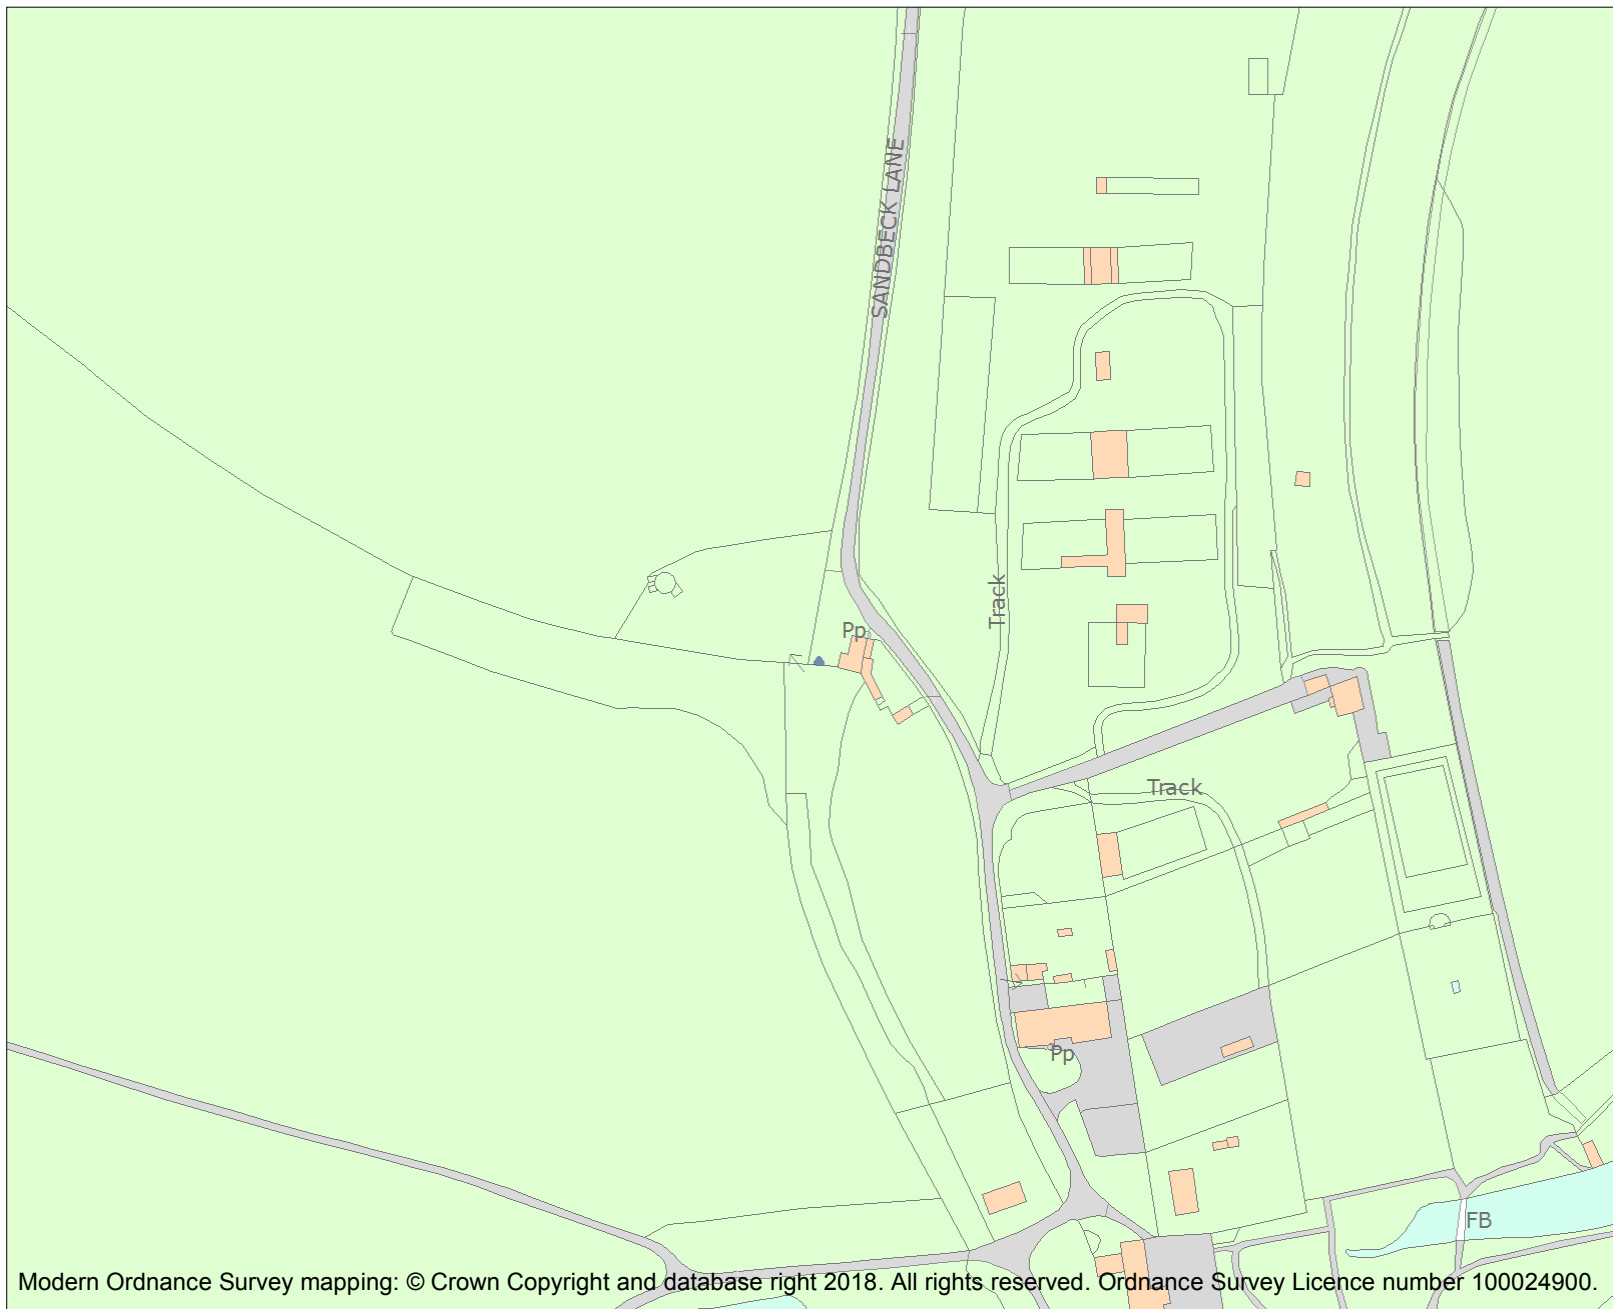 SANDBECK LANE
Track
Pp
Track
Pp
FB
Modern Ordnance Survey mapping: © Crown Copyright and database right 2018. All rights reserved. Ordnance Survey Licence number 100024900.